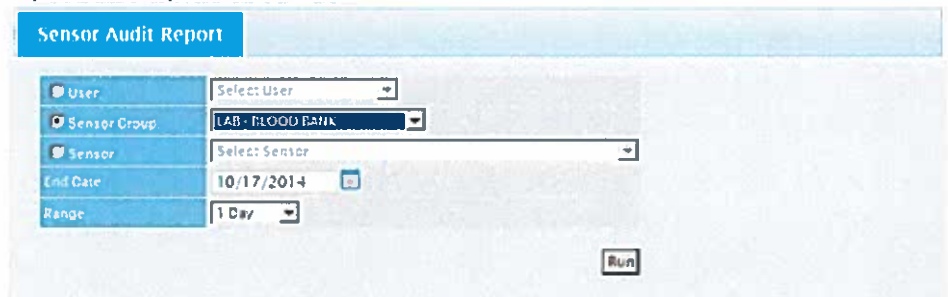 Sensor Audit Report
User Select User
Sensor Group LAB - BLOOD BANK
Sensor Select Sensor
End Date 10/17/2014
Range 1 Day
Run